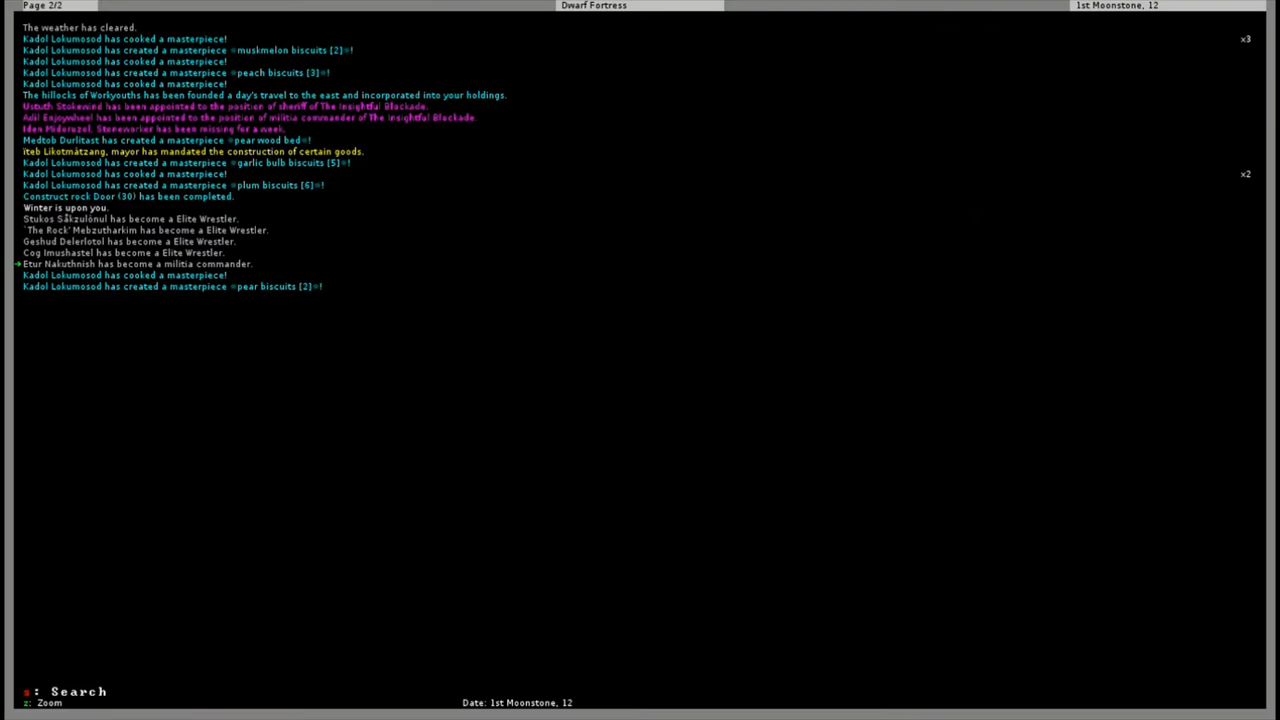 Page 2/2 Dwarf Fortress 1st Moonstone, 12
The weather has cleared.
Kadol Lokumosod has cooked a masterpiece! x3
Kadol Lokumosod has created a masterpiece ☼muskmelon biscuits [2]☼!
Kadol Lokumosod has cooked a masterpiece!
Kadol Lokumosod has created a masterpiece ☼peach biscuits [3]☼!
Kadol Lokumosod has cooked a masterpiece!
The hillocks of Workyouths has been founded a day's travel to the east and incorporated into your holdings.
Ustuth Stokewind has been appointed to the position of sheriff of The Insightful Blockade.
Adil Enjoywheel has been appointed to the position of militia commander of The Insightful Blockade.
Iden Midoruzol, Stoneworker has been missing for a week.
Medtob Durlitast has created a masterpiece ☼pear wood bed☼!
Iteb Likotmátzang, mayor has mandated the construction of certain goods.
Kadol Lokumosod has created a masterpiece ☼garlic bulb biscuits [5]☼!
Kadol Lokumosod has cooked a masterpiece! x2
Kadol Lokumosod has created a masterpiece ☼plum biscuits [6]☼!
Construct rock Door (30) has been completed.
Winter is upon you.
Stukos Såkzulònul has become a Elite Wrestler.
`The Rock' Mebzutharkim has become a Elite Wrestler.
Geshud Delerlotol has become a Elite Wrestler.
Cog Imushastel has become a Elite Wrestler.
Etur Nakuthnish has become a militia commander.
Kadol Lokumosod has cooked a masterpiece!
Kadol Lokumosod has created a masterpiece ☼pear biscuits [2]☼!
s: Search
z: Zoom Date: 1st Moonstone, 12